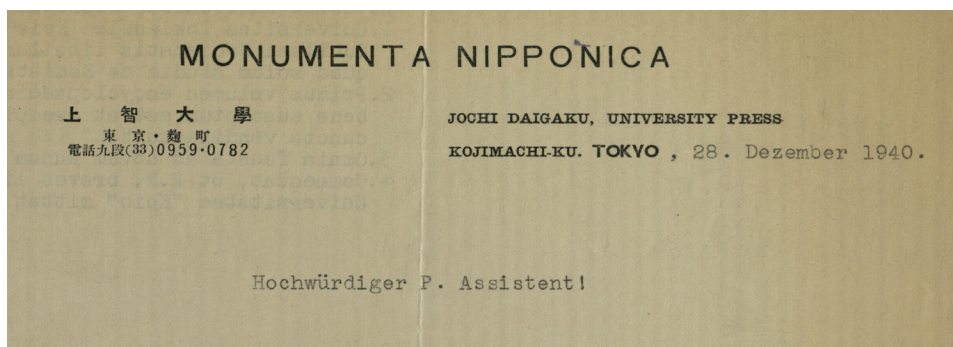 MONUMENTA NIPPONICA
上智大學
東京・麴町
電話九段(33)0959・0782
JOCHI DAIGAKU, UNIVERSITY PRESS
KOJIMACHI-KU. TOKYO , 28. Dezember 1940.
Hochwürdiger P. Assistent!